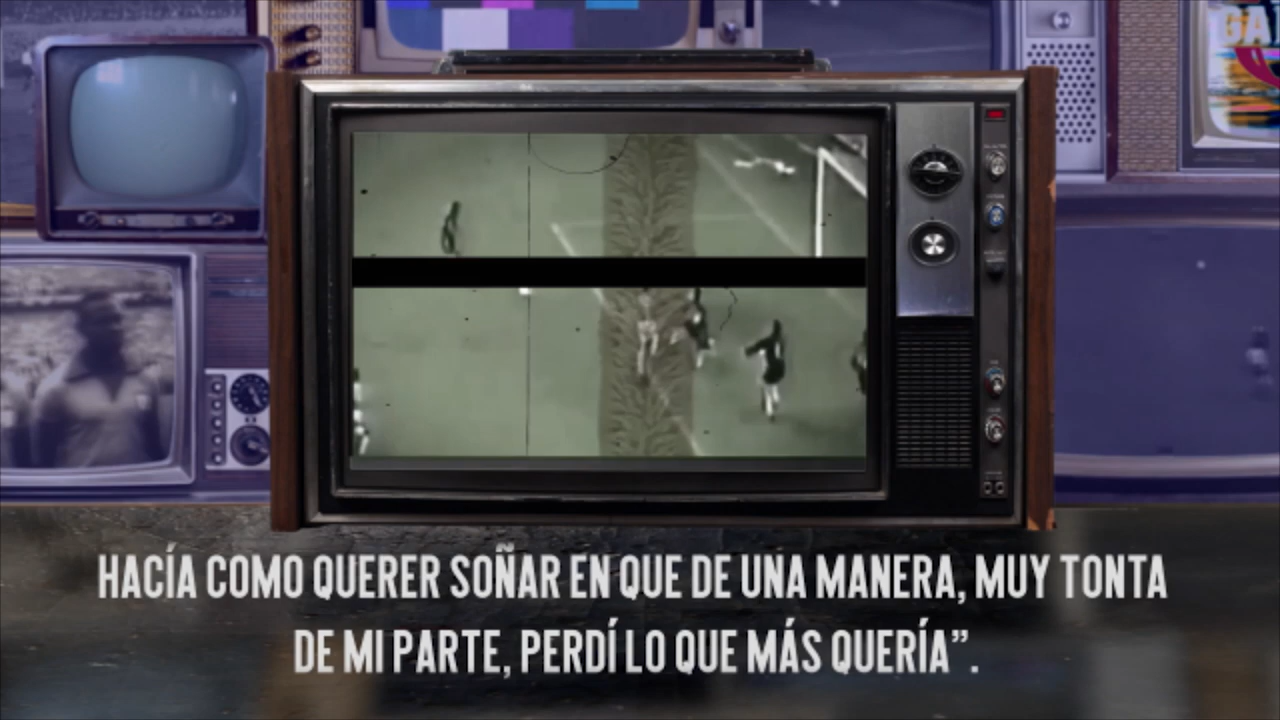 HACÍA COMO QUERER SOÑAR EN QUE DE UNA MANERA, MUY TONTA
DE MI PARTE, PERDÍ LO QUE MÁS QUERÍA”.